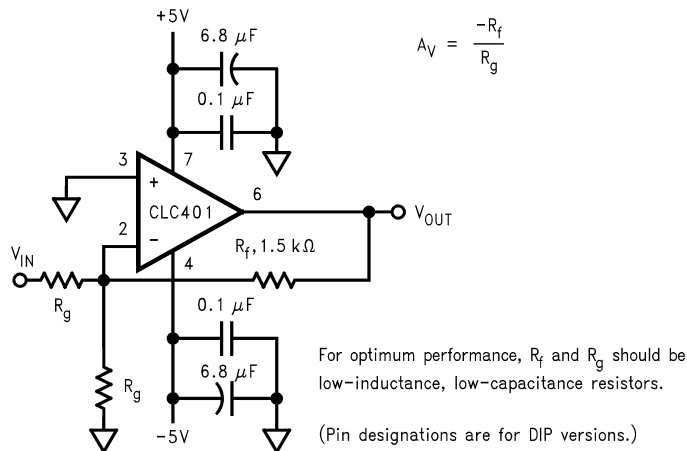 +5V
6.8 μF
A_V = -R_f / R_g
0.1 μF
3
7
+
CLC401
6
V_OUT
2
−
R_f, 1.5 kΩ
V_IN
4
R_g
0.1 μF
For optimum performance, R_f and R_g should be
low-inductance, low-capacitance resistors.
6.8 μF
R_g
−5V
(Pin designations are for DIP versions.)